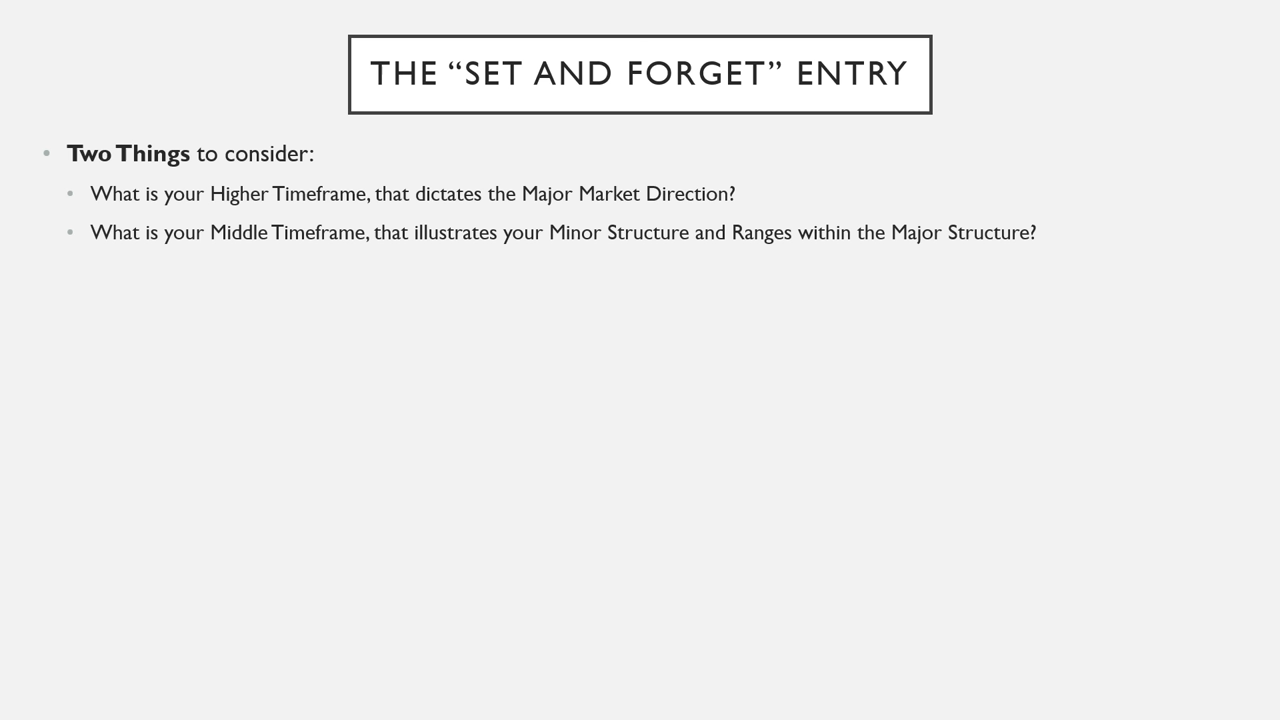 THE “SET AND FORGET” ENTRY
• Two Things to consider:
• What is your Higher Timeframe, that dictates the Major Market Direction?
• What is your Middle Timeframe, that illustrates your Minor Structure and Ranges within the Major Structure?